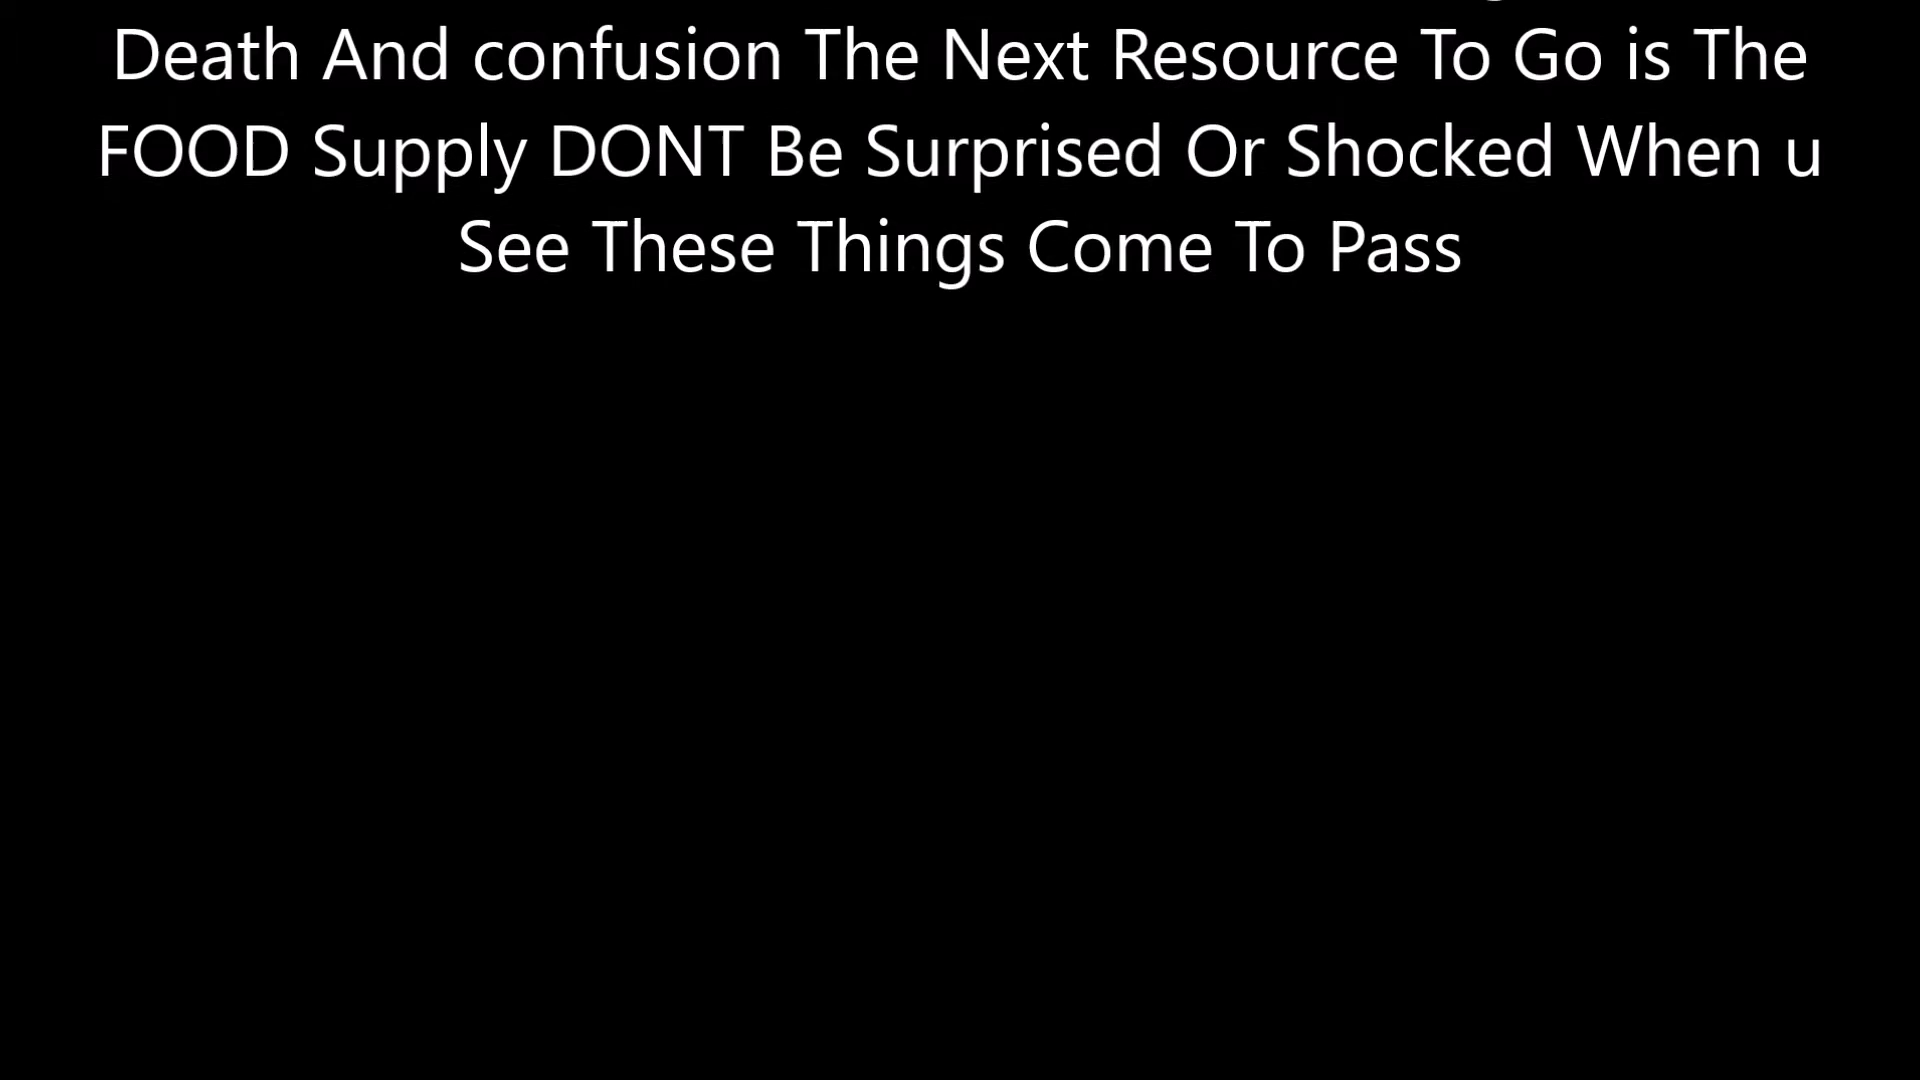 Death And confusion The Next Resource To Go is The
FOOD Supply DONT Be Surprised Or Shocked When u
See These Things Come To Pass